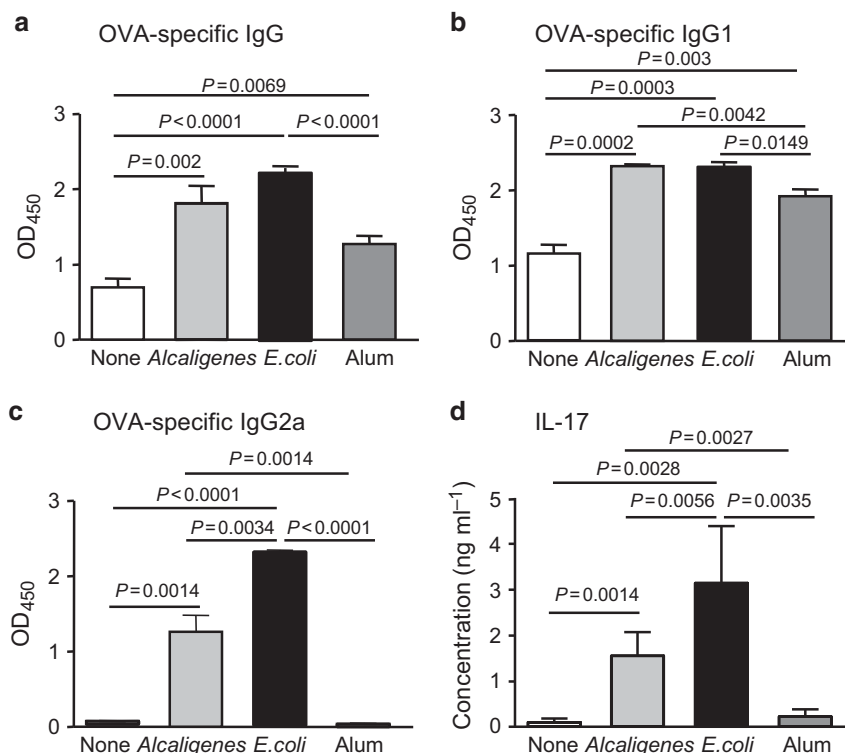 a OVA-specific IgG
P=0.0069
P<0.0001 P<0.0001
P=0.002
OD450
3
2
1
0
None Alcaligenes E.coli Alum
b OVA-specific IgG1
P=0.003
P=0.0003
P=0.0042
P=0.0002 P=0.0149
OD450
3
2
1
0
None Alcaligenes E.coli Alum
c OVA-specific IgG2a
P=0.0014
P<0.0001
P=0.0034 P<0.0001
P=0.0014
OD450
3
2
1
0
None Alcaligenes E.coli Alum
d IL-17
P=0.0027
P=0.0028
P=0.0056 P=0.0035
P=0.0014
Concentration (ng ml⁻¹)
5
4
3
2
1
0
None Alcaligenes E.coli Alum